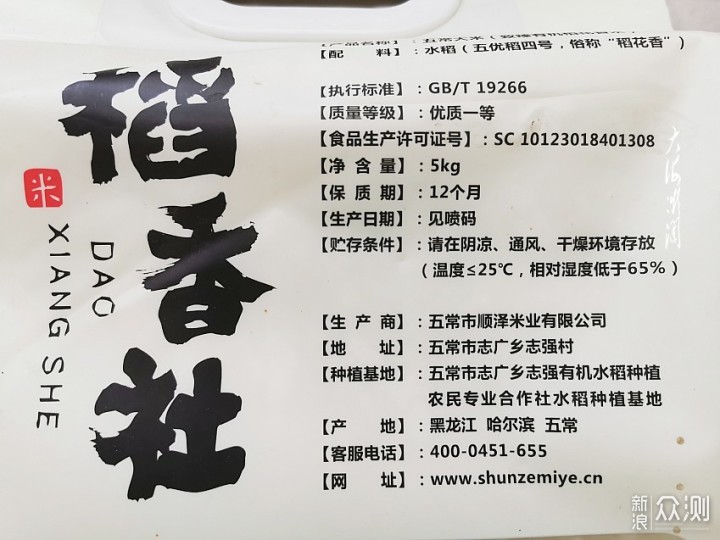 稻香社
米
DAO
XIANG SHE
【产品名称】：五常大米（
【配 料】：水稻（五优稻四号，俗称“稻花香”）
【执行标准】：GB/T 19266
【质量等级】：优质一等
【食品生产许可证号】：SC 10123018401308
【净 含 量】：5kg
【保 质 期】：12个月
【生产日期】：见喷码
【贮存条件】：请在阴凉、通风、干燥环境存放
（温度≤25℃，相对湿度低于65%）
【生 产 商】：五常市顺泽米业有限公司
【地 址】：五常市志广乡志强村
【种植基地】：五常市志广乡志强有机水稻种植
农民专业合作社水稻种植基地
【产 地】：黑龙江 哈尔滨 五常
【客服电话】：400-0451-655
【网 址】：www.shunzemiye.cn
新浪众测